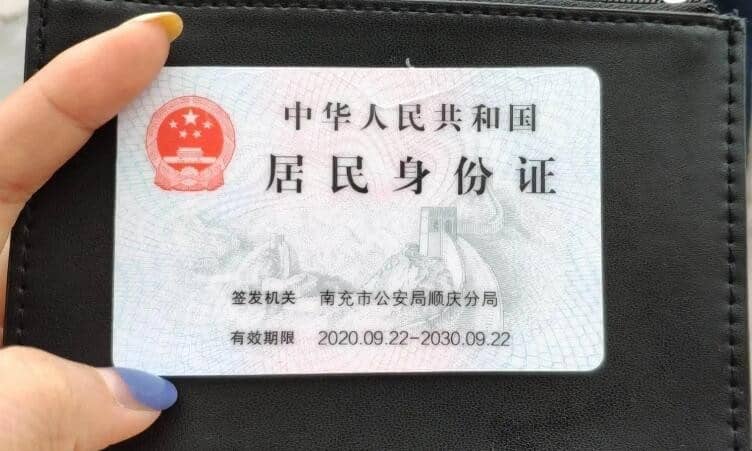 中华人民共和国
居民身份证
签发机关 南充市公安局顺庆分局
有效期限 2020.09.22-2030.09.22